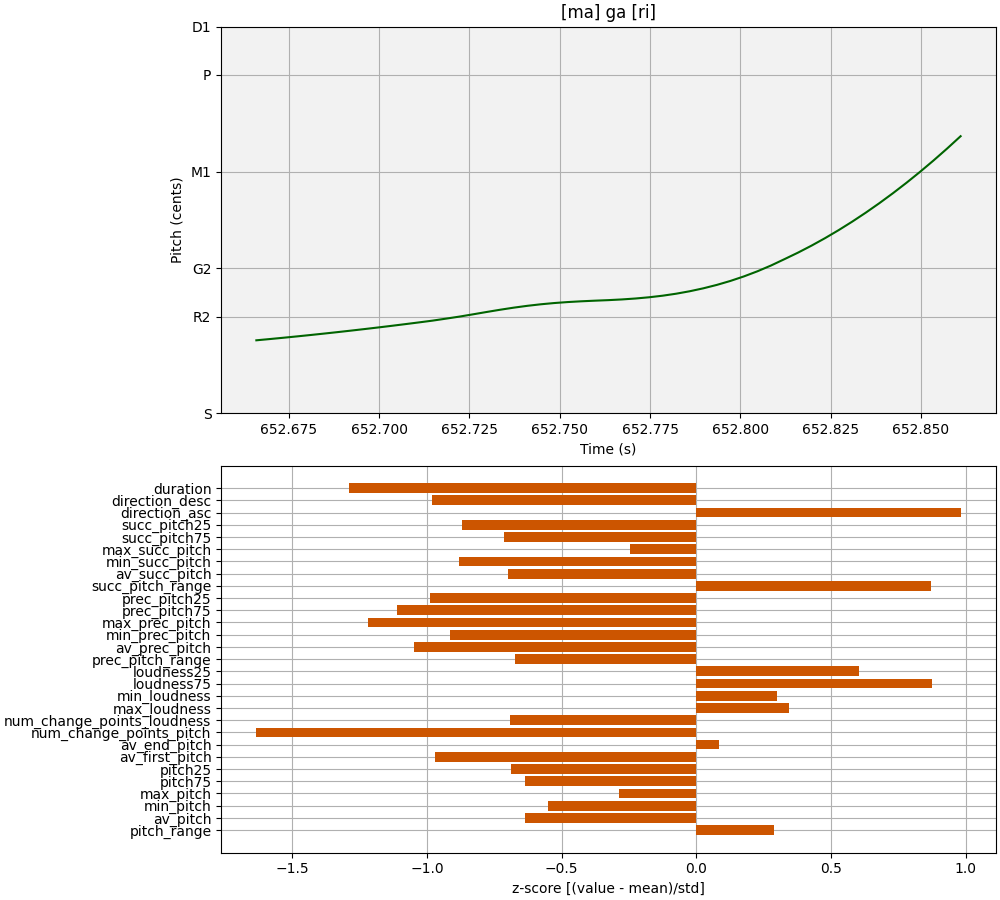 [ma] ga [ri]
D1
P
M1
G2
R2
S
Pitch (cents)
652.675 652.700 652.725 652.750 652.775 652.800 652.825 652.850
Time (s)
duration
direction_desc
direction_asc
succ_pitch25
succ_pitch75
max_succ_pitch
min_succ_pitch
av_succ_pitch
succ_pitch_range
prec_pitch25
prec_pitch75
max_prec_pitch
min_prec_pitch
av_prec_pitch
prec_pitch_range
loudness25
loudness75
min_loudness
max_loudness
num_change_points_loudness
num_change_points_pitch
av_end_pitch
av_first_pitch
pitch25
pitch75
max_pitch
min_pitch
av_pitch
pitch_range
−1.5 −1.0 −0.5 0.0 0.5 1.0
z-score [(value - mean)/std]